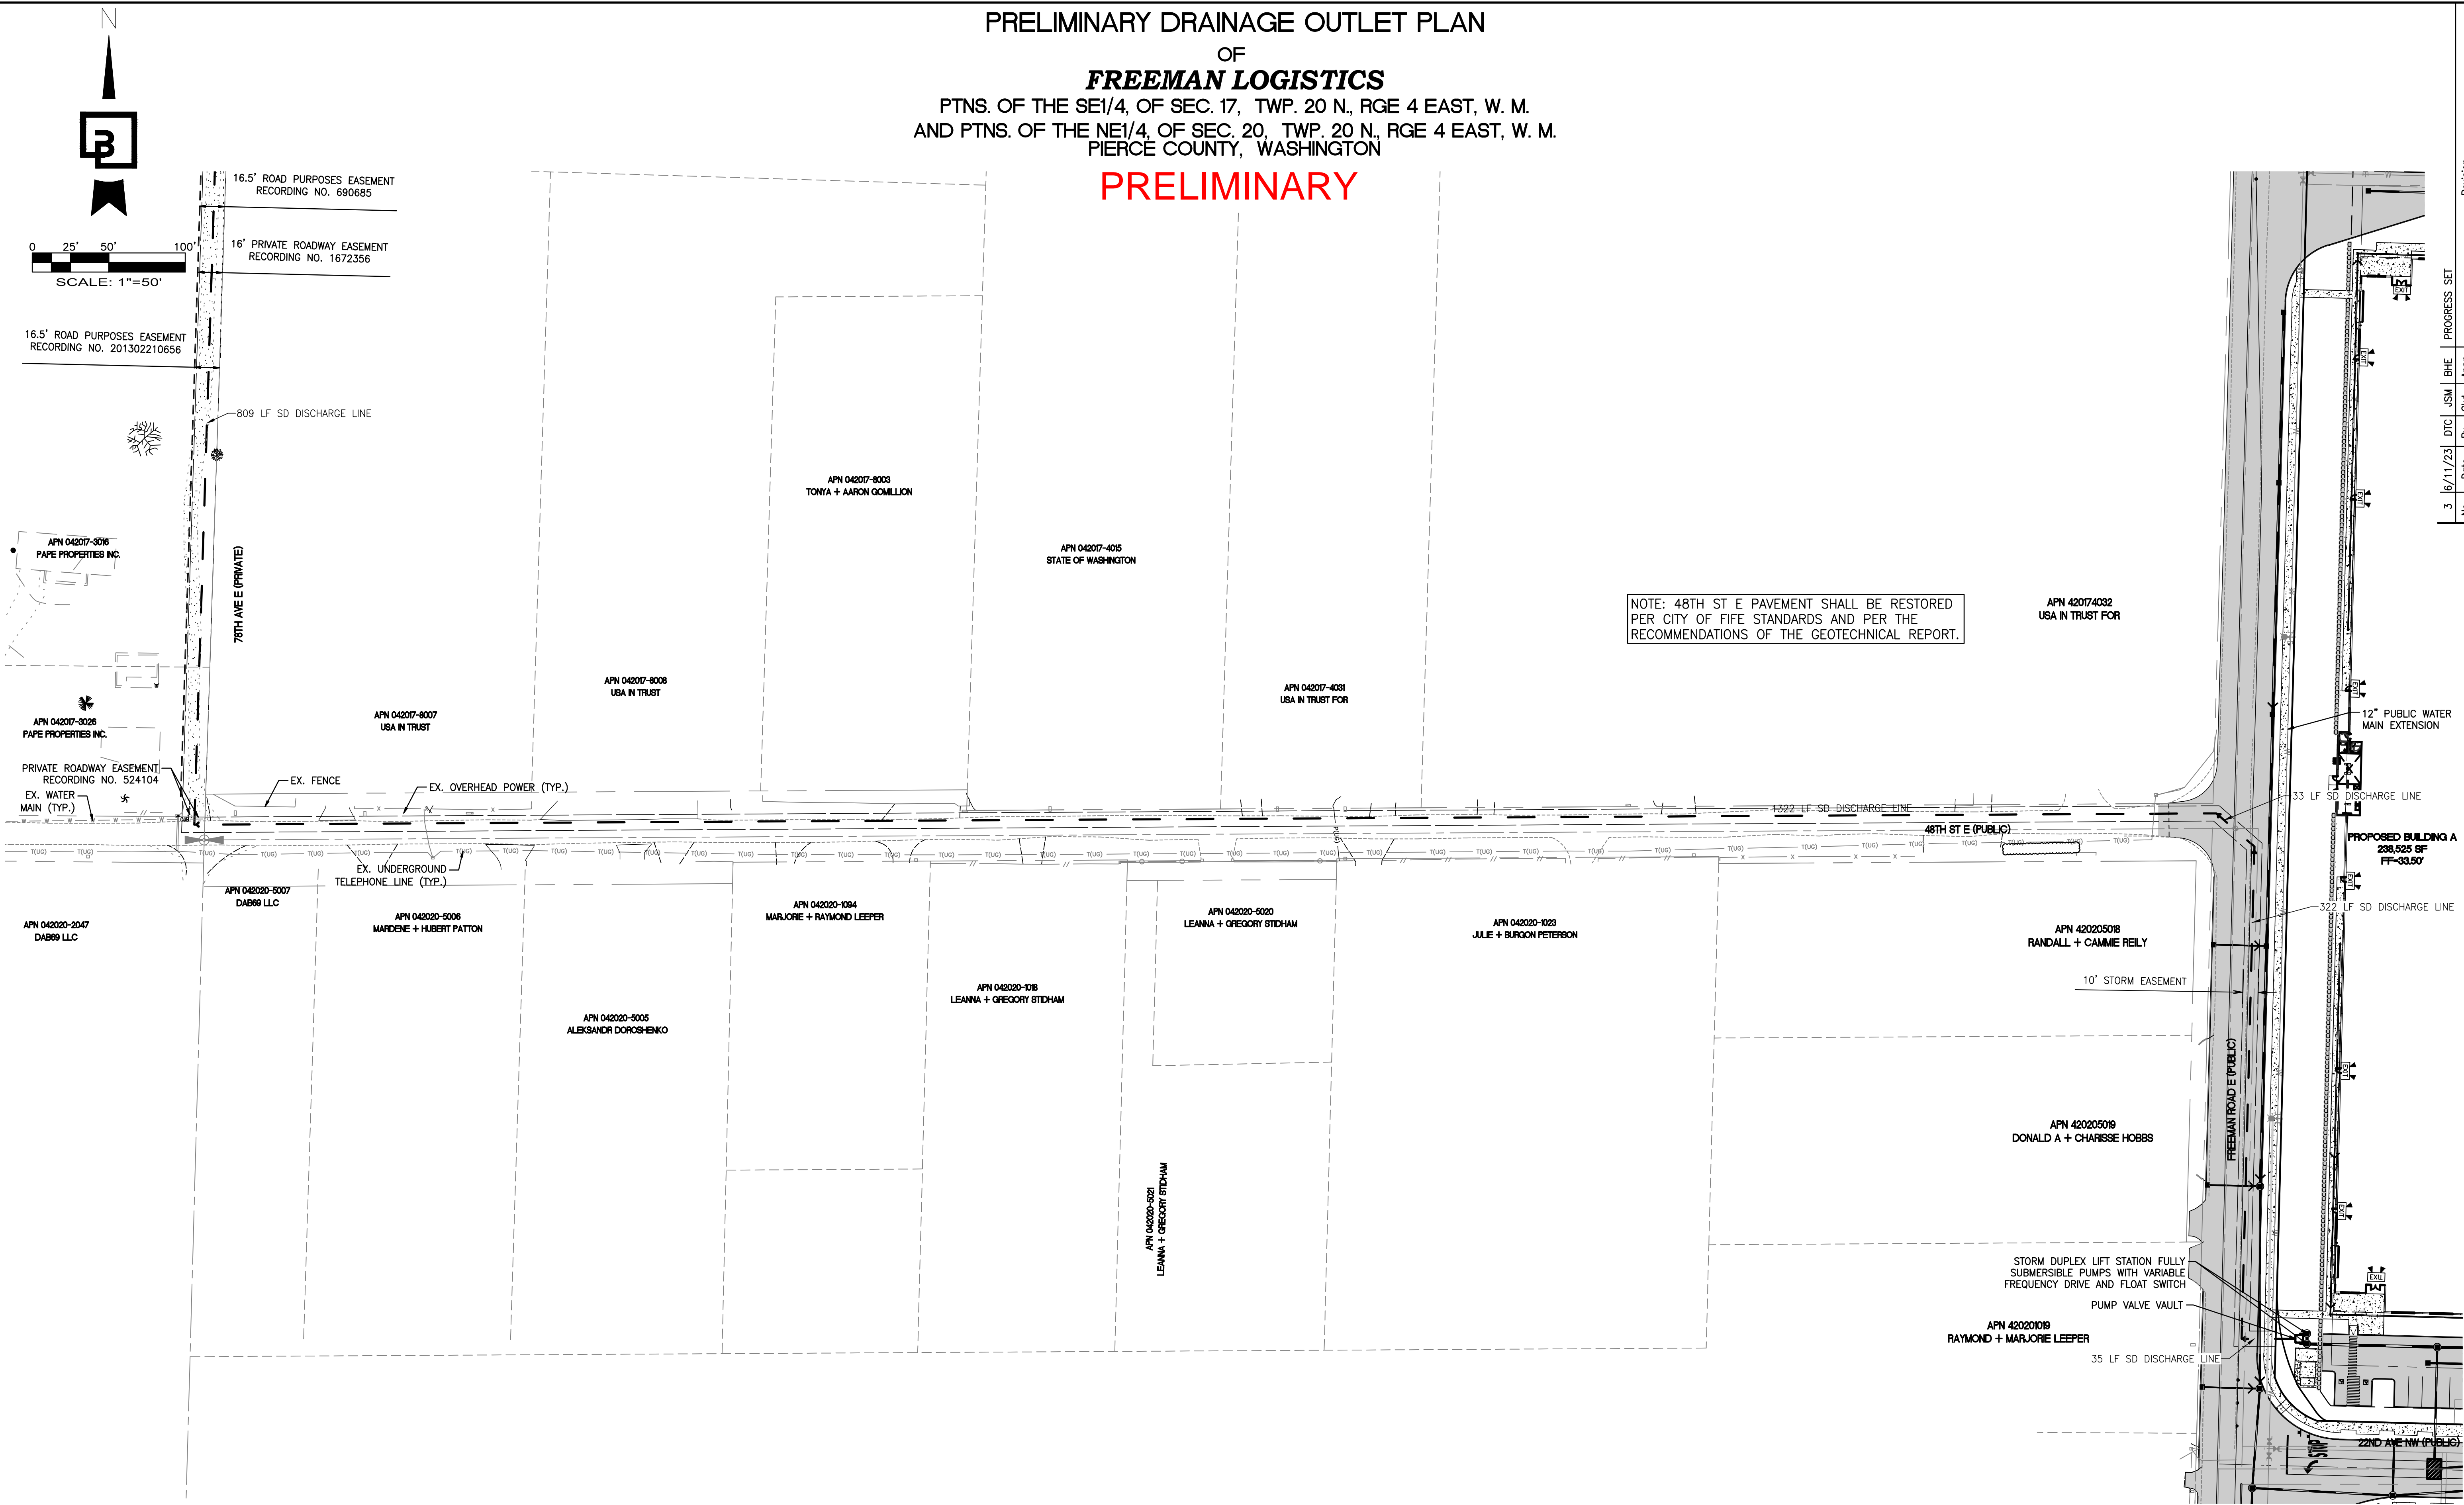 PRELIMINARY DRAINAGE OUTLET PLAN
OF
FREEMAN LOGISTICS
PTNS. OF THE SE1/4, OF SEC. 17, TWP. 20 N., RGE 4 EAST, W. M.
AND PTNS. OF THE NE1/4, OF SEC. 20, TWP. 20 N., RGE 4 EAST, W. M.
PIERCE COUNTY, WASHINGTON
PRELIMINARY
N
B
0 25' 50' 100'
SCALE: 1"=50'
16.5' ROAD PURPOSES EASEMENT
RECORDING NO. 690685
16' PRIVATE ROADWAY EASEMENT
RECORDING NO. 1672356
16.5' ROAD PURPOSES EASEMENT
RECORDING NO. 201302210656
809 LF SD DISCHARGE LINE
3 6/11/23 DTC JSM BHE PROGRESS SET
APN 042017-8003
TONYA + AARON GOMILLION
APN 042017-3016
PAPE PROPERTIES INC.
78TH AVE E (PRIVATE)
APN 042017-4015
STATE OF WASHINGTON
NOTE: 48TH ST E PAVEMENT SHALL BE RESTORED
PER CITY OF FIFE STANDARDS AND PER THE
RECOMMENDATIONS OF THE GEOTECHNICAL REPORT.
APN 420174032
USA IN TRUST FOR
APN 042017-8008
USA IN TRUST
APN 042017-4031
USA IN TRUST FOR
APN 042017-8007
USA IN TRUST
APN 042017-3026
PAPE PROPERTIES INC.
12" PUBLIC WATER
MAIN EXTENSION
PRIVATE ROADWAY EASEMENT
RECORDING NO. 524104
EX. WATER
MAIN (TYP.)
EX. FENCE
EX. OVERHEAD POWER (TYP.)
1322 LF SD DISCHARGE LINE
33 LF SD DISCHARGE LINE
48TH ST E (PUBLIC)
PROPOSED BUILDING A
238,525 SF
FF=33.50'
EX. UNDERGROUND
TELEPHONE LINE (TYP.)
APN 042020-5007
DAB69 LLC
APN 042020-2047
DAB69 LLC
APN 042020-5006
MARDENE + HUBERT PATTON
APN 042020-1094
MARJORIE + RAYMOND LEEPER
APN 042020-5020
LEANNA + GREGORY STIDHAM
APN 042020-1023
JULIE + BURGON PETERSON
APN 420205018
RANDALL + CAMMIE REILY
322 LF SD DISCHARGE LINE
10' STORM EASEMENT
APN 042020-1018
LEANNA + GREGORY STIDHAM
APN 042020-5005
ALEKSANDR DOROSHENKO
FREEMAN ROAD E (PUBLIC)
APN 420205019
DONALD A + CHARISSE HOBBS
APN 042020-5021
LEANNA + GREGORY STIDHAM
STORM DUPLEX LIFT STATION FULLY
SUBMERSIBLE PUMPS WITH VARIABLE
FREQUENCY DRIVE AND FLOAT SWITCH
PUMP VALVE VAULT
APN 420201019
RAYMOND + MARJORIE LEEPER
35 LF SD DISCHARGE LINE
EXIT
EXIT
EXIT
EXIT
EXIT
EXIT
EXIT
EXIT
STOP
22ND AVE NW (PUBLIC)